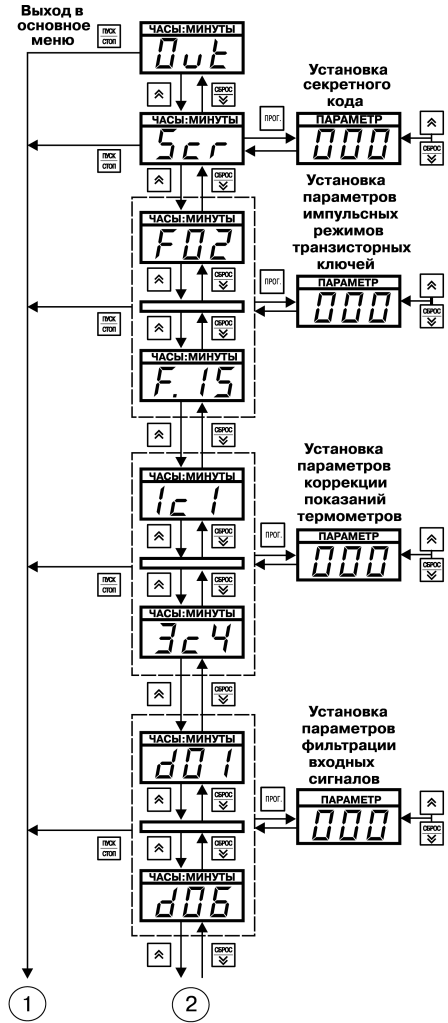 Выход в
основное
меню
ПУСК
СТОП
ЧАСЫ:МИНУТЫ
Out
СБРОС
Установка
секретного
кода
ЧАСЫ:МИНУТЫ
Scr
ПРОГ.
ПАРАМЕТР
000
СБРОС
ПУСК
СТОП
СБРОС
Установка
параметров
импульсных
режимов
транзисторных
ключей
ЧАСЫ:МИНУТЫ
F02
СБРОС
ПРОГ.
ПАРАМЕТР
000
СБРОС
ПУСК
СТОП
СБРОС
ЧАСЫ:МИНУТЫ
F.15
СБРОС
Установка
параметров
коррекции
показаний
термометров
ЧАСЫ:МИНУТЫ
1c1
СБРОС
ПРОГ.
ПАРАМЕТР
000
СБРОС
ПУСК
СТОП
СБРОС
ЧАСЫ:МИНУТЫ
3c4
СБРОС
Установка
параметров
фильтрации
входных
сигналов
ЧАСЫ:МИНУТЫ
d01
СБРОС
ПРОГ.
ПАРАМЕТР
000
СБРОС
ПУСК
СТОП
СБРОС
ЧАСЫ:МИНУТЫ
d06
СБРОС
1
2